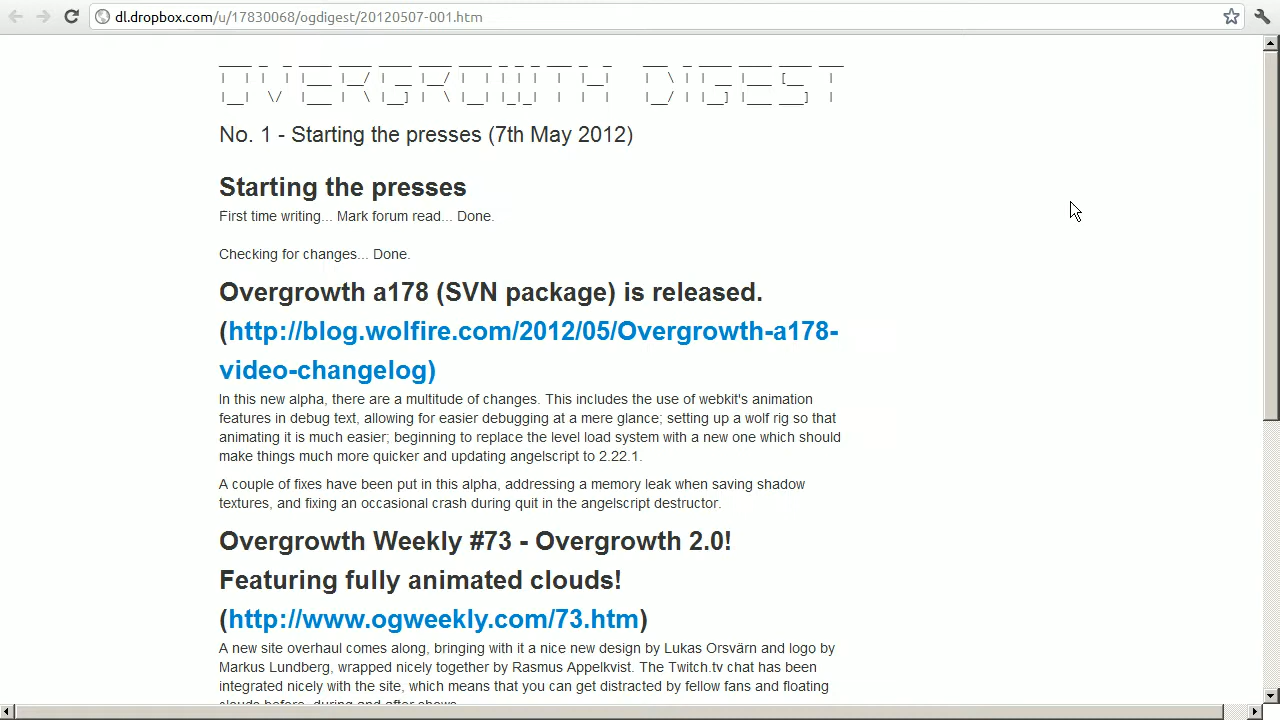 dl.dropbox.com/u/17830068/ogdigest/20120507-001.htm
OVERGROWTH DIGEST
No. 1 - Starting the presses (7th May 2012)
Starting the presses
First time writing... Mark forum read... Done.
Checking for changes... Done.
Overgrowth a178 (SVN package) is released.
(http://blog.wolfire.com/2012/05/Overgrowth-a178-
video-changelog)
In this new alpha, there are a multitude of changes. This includes the use of webkit's animation
features in debug text, allowing for easier debugging at a mere glance; setting up a wolf rig so that
animating it is much easier; beginning to replace the level load system with a new one which should
make things much more quicker and updating angelscript to 2.22.1.
A couple of fixes have been put in this alpha, addressing a memory leak when saving shadow
textures, and fixing an occasional crash during quit in the angelscript destructor.
Overgrowth Weekly #73 - Overgrowth 2.0!
Featuring fully animated clouds!
(http://www.ogweekly.com/73.htm)
A new site overhaul comes along, bringing with it a nice new design by Lukas Orsvärn and logo by
Markus Lundberg, wrapped nicely together by Rasmus Appelkvist. The Twitch.tv chat has been
integrated nicely with the site, which means that you can get distracted by fellow fans and floating
clouds before, during and after shows.